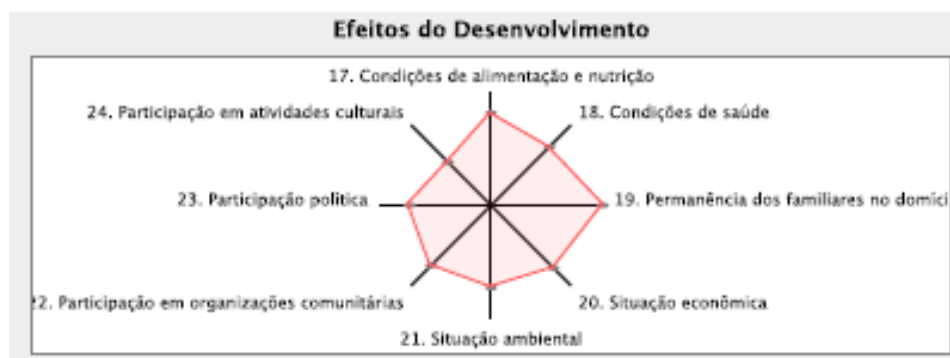 Efeitos do Desenvolvimento
17. Condições de alimentação e nutrição
24. Participação em atividades culturais
18. Condições de saúde
23. Participação política
19. Permanência dos familiares no domici
22. Participação em organizações comunitárias
20. Situação econômica
21. Situação ambiental